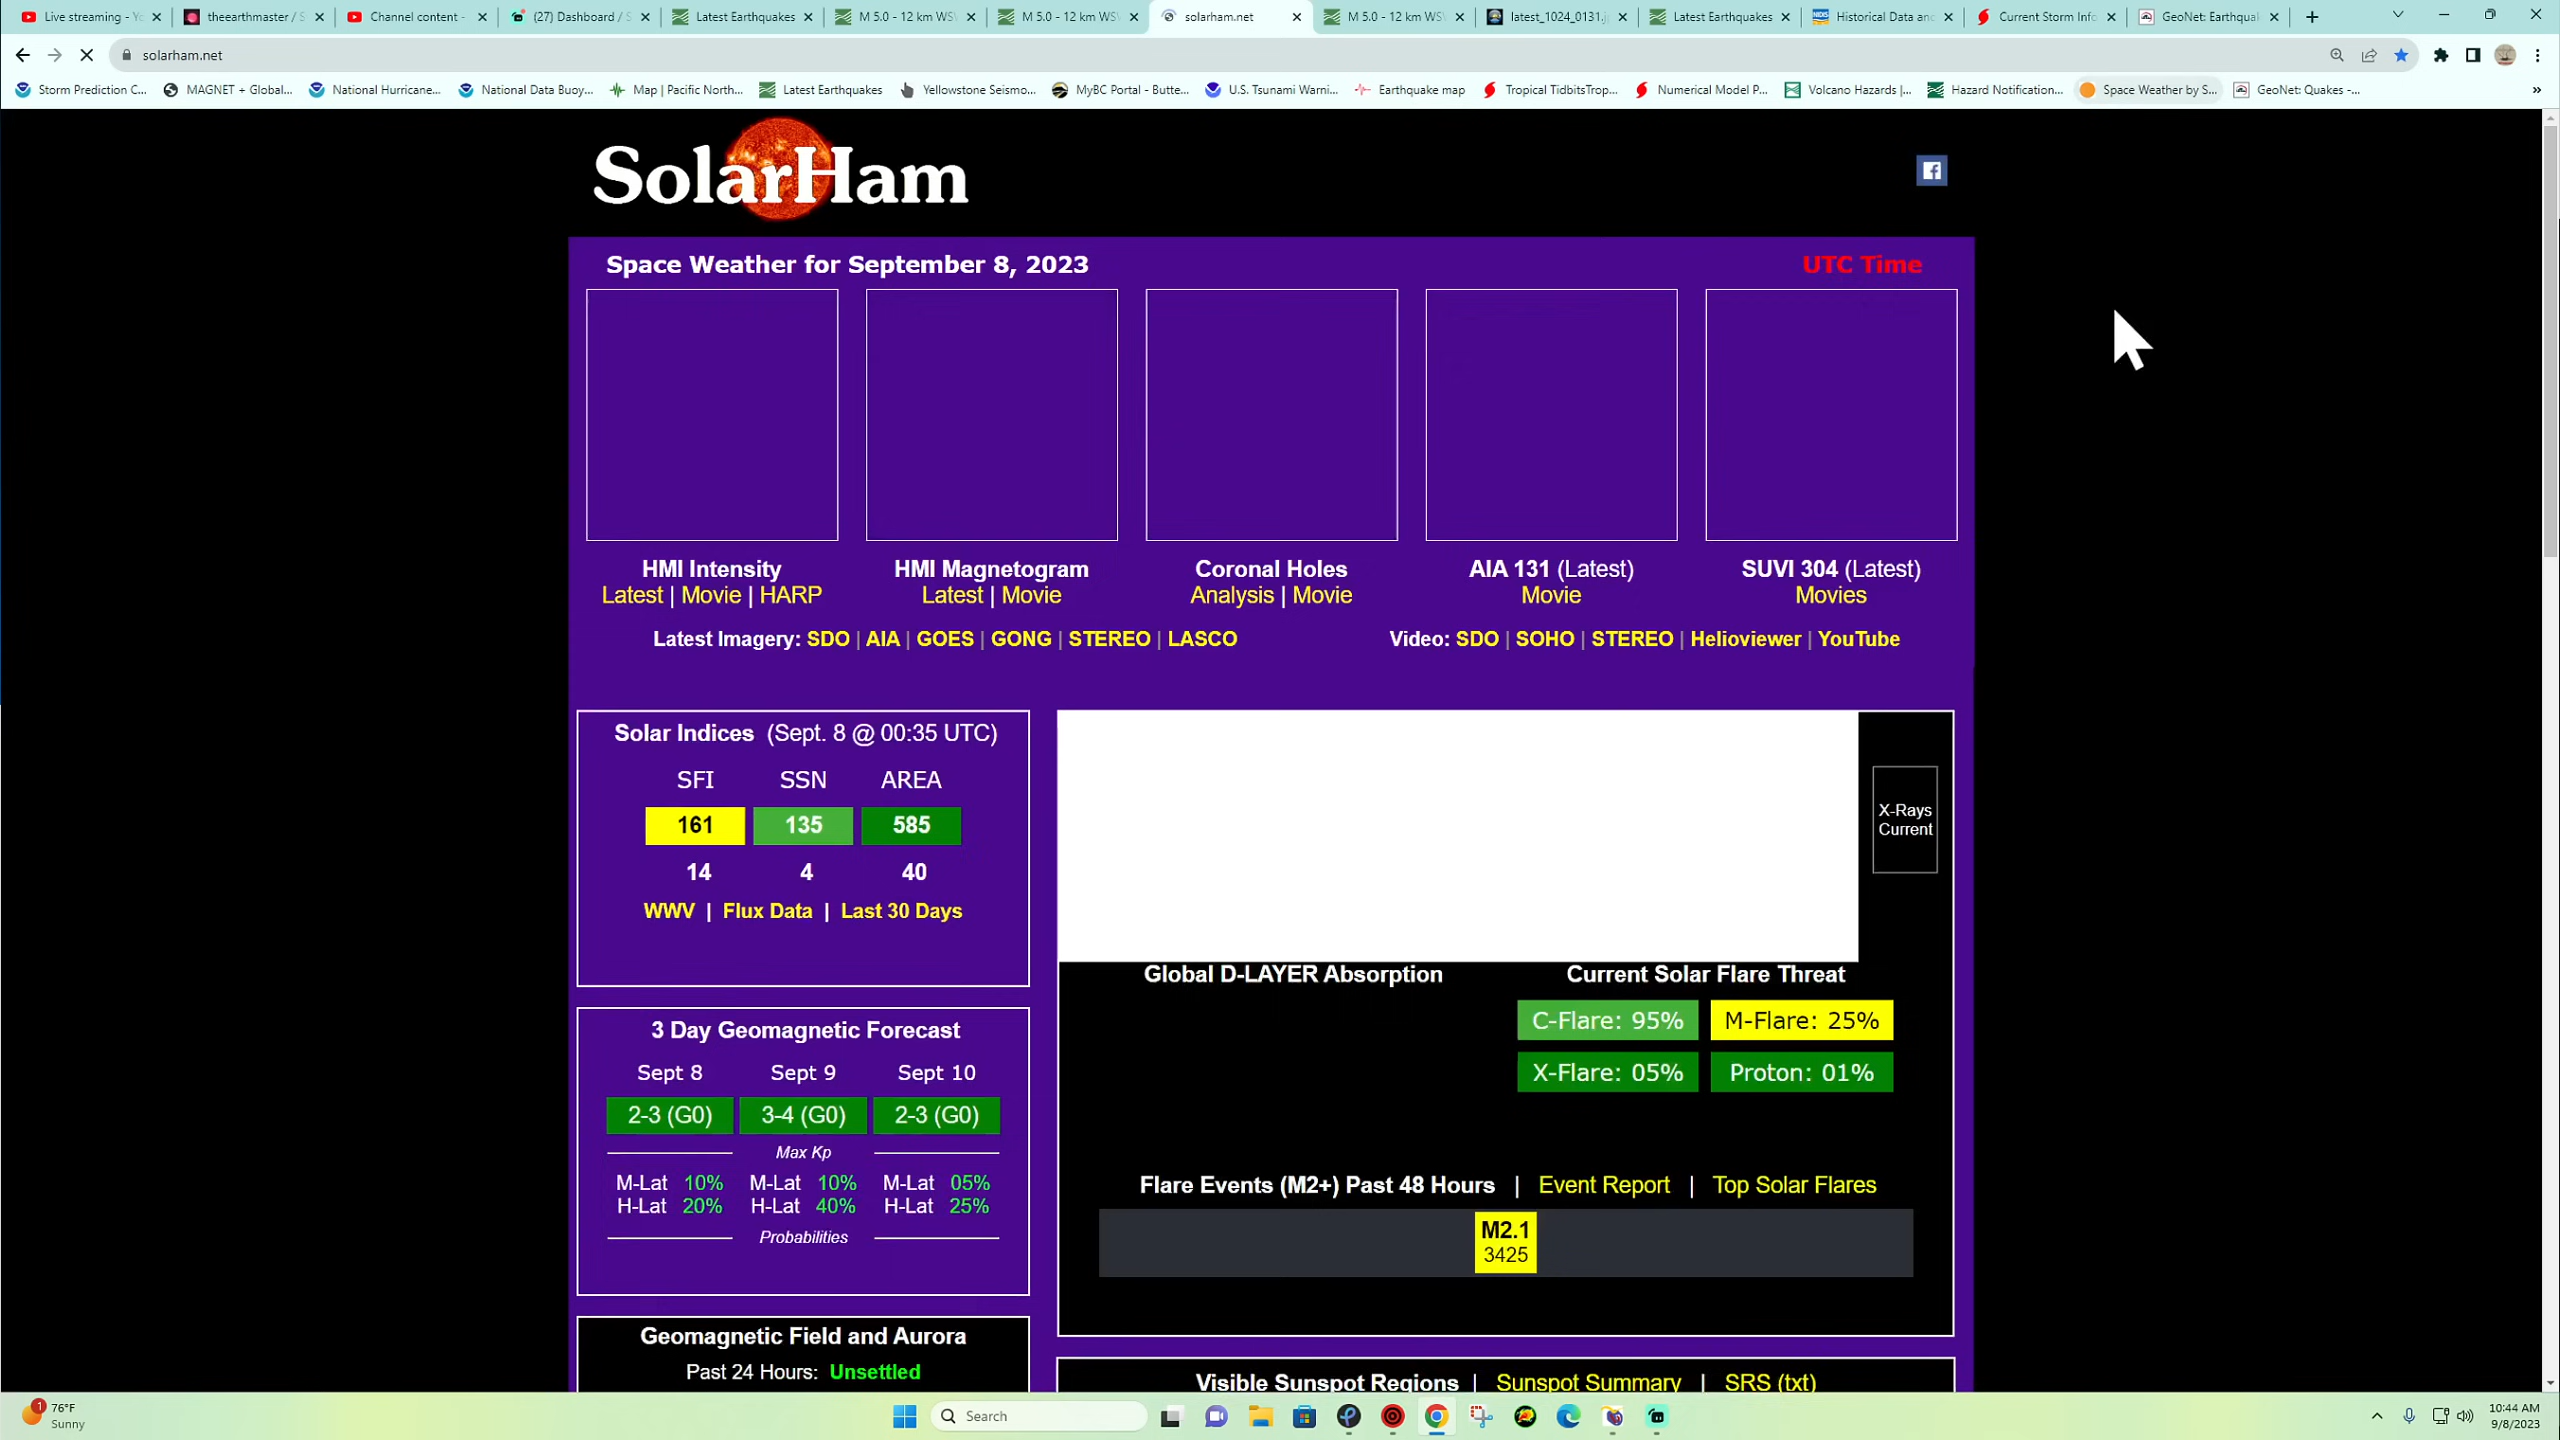 Live streaming - Yo
theearthmaster / S
Channel content -
(27) Dashboard / S
Latest Earthquakes
M 5.0 - 12 km WSW
M 5.0 - 12 km WSW
solarham.net
M 5.0 - 12 km WSW
latest_1024_0131.j
Latest Earthquakes
Historical Data and
Current Storm Info
GeoNet: Earthqua
solarham.net
Storm Prediction C...
MAGNET + Global...
National Hurricane...
National Data Buoy...
Map | Pacific North...
Latest Earthquakes
Yellowstone Seismo...
MyBC Portal - Butte...
U.S. Tsunami Warni...
Earthquake map
Tropical TidbitsTrop...
Numerical Model P...
Volcano Hazards |...
Hazard Notification...
Space Weather by S...
GeoNet: Quakes -...
SolarHam
Space Weather for September 8, 2023
UTC Time
HMI Intensity
Latest | Movie | HARP
HMI Magnetogram
Latest | Movie
Coronal Holes
Analysis | Movie
AIA 131 (Latest)
Movie
SUVI 304 (Latest)
Movies
Latest Imagery: SDO | AIA | GOES | GONG | STEREO | LASCO
Video: SDO | SOHO | STEREO | Helioviewer | YouTube
Solar Indices (Sept. 8 @ 00:35 UTC)
SFI SSN AREA
161 135 585
14 4 40
WWV | Flux Data | Last 30 Days
X-Rays
Current
Global D-LAYER Absorption
Current Solar Flare Threat
C-Flare: 95% M-Flare: 25%
X-Flare: 05% Proton: 01%
3 Day Geomagnetic Forecast
Sept 8 Sept 9 Sept 10
2-3 (G0) 3-4 (G0) 2-3 (G0)
Max Kp
M-Lat 10% M-Lat 10% M-Lat 05%
H-Lat 20% H-Lat 40% H-Lat 25%
Probabilities
Flare Events (M2+) Past 48 Hours | Event Report | Top Solar Flares
M2.1
3425
Geomagnetic Field and Aurora
Past 24 Hours: Unsettled
Visible Sunspot Regions | Sunspot Summary | SRS (txt)
1
76°F
Sunny
Search
10:44 AM
9/8/2023